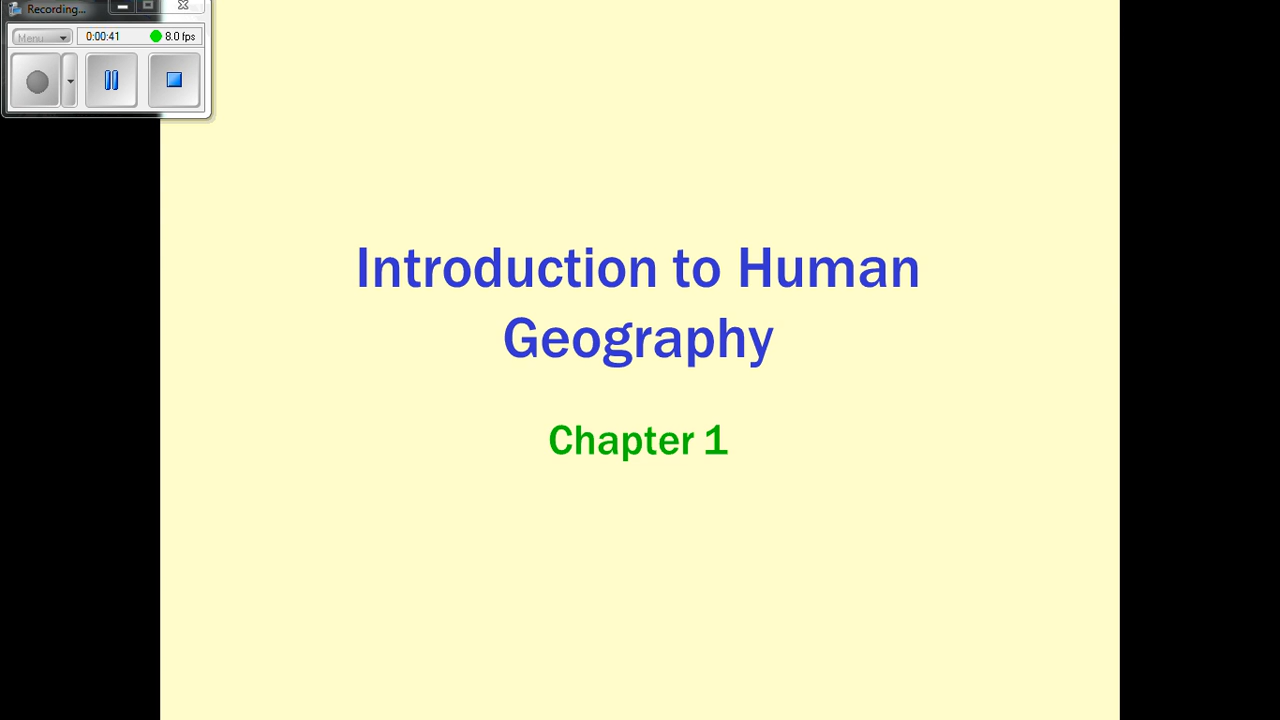 Recording...
Menu
0:00:41
8.0 fps
Introduction to Human
Geography
Chapter 1